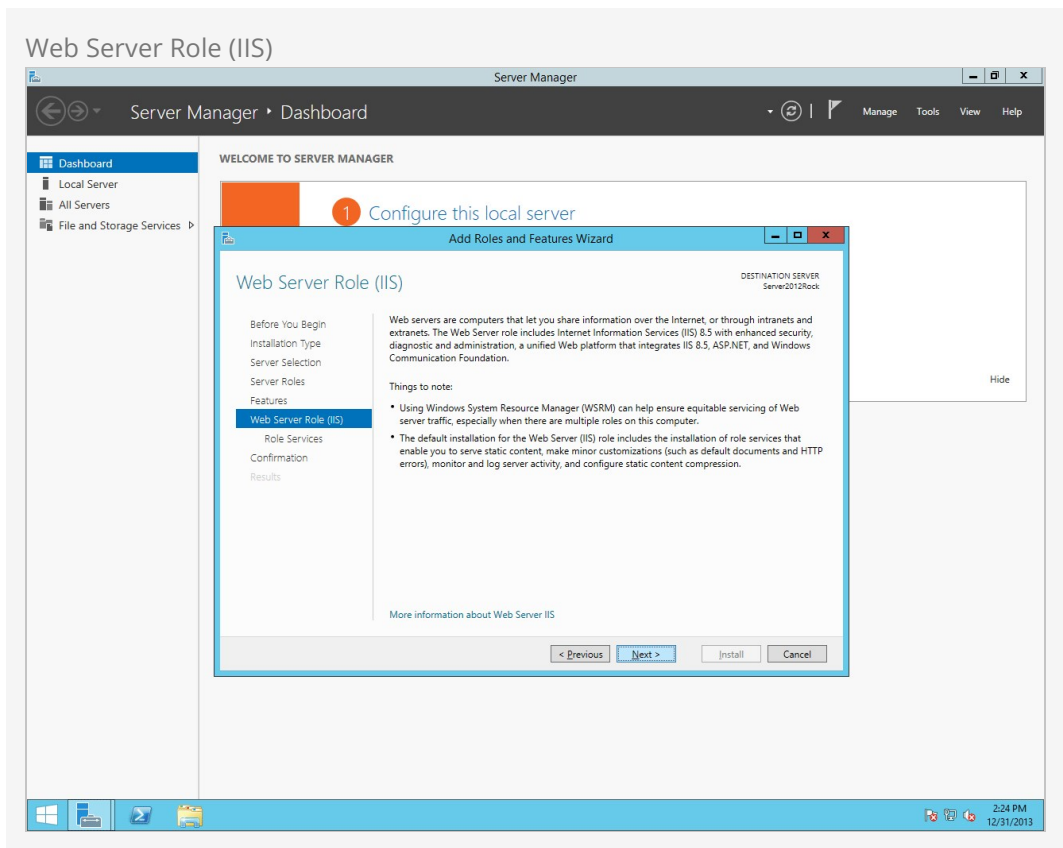 Web Server Role (IIS)
Server Manager
Server Manager ‣ Dashboard
Manage Tools View Help
Dashboard
Local Server
All Servers
File and Storage Services
WELCOME TO SERVER MANAGER
1 Configure this local server
Hide
Add Roles and Features Wizard
Web Server Role (IIS)
DESTINATION SERVER
Server2012Rock
Before You Begin
Installation Type
Server Selection
Server Roles
Features
Web Server Role (IIS)
Role Services
Confirmation
Results
Web servers are computers that let you share information over the Internet, or through intranets and
extranets. The Web Server role includes Internet Information Services (IIS) 8.5 with enhanced security,
diagnostic and administration, a unified Web platform that integrates IIS 8.5, ASP.NET, and Windows
Communication Foundation.
Things to note:
• Using Windows System Resource Manager (WSRM) can help ensure equitable servicing of Web
server traffic, especially when there are multiple roles on this computer.
• The default installation for the Web Server (IIS) role includes the installation of role services that
enable you to serve static content, make minor customizations (such as default documents and HTTP
errors), monitor and log server activity, and configure static content compression.
More information about Web Server IIS
< Previous Next > Install Cancel
2:24 PM
12/31/2013